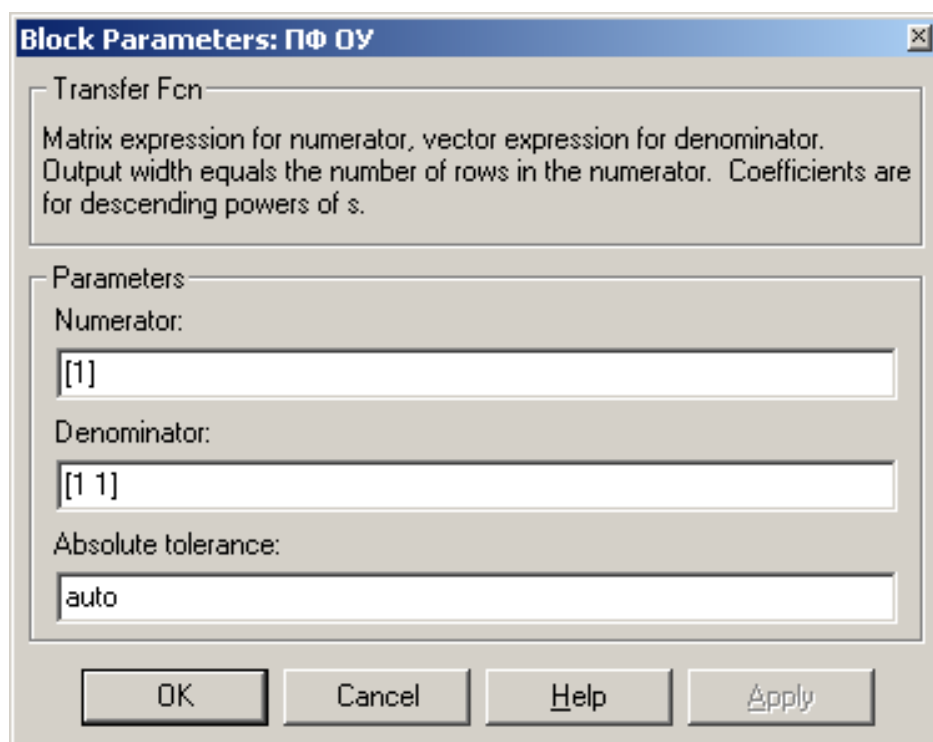 Block Parameters: ПФ ОУ
Transfer Fcn
Matrix expression for numerator, vector expression for denominator.
Output width equals the number of rows in the numerator.  Coefficients are
for descending powers of s.
Parameters
Numerator:
[1]
Denominator:
[1 1]
Absolute tolerance:
auto
OK Cancel Help Apply